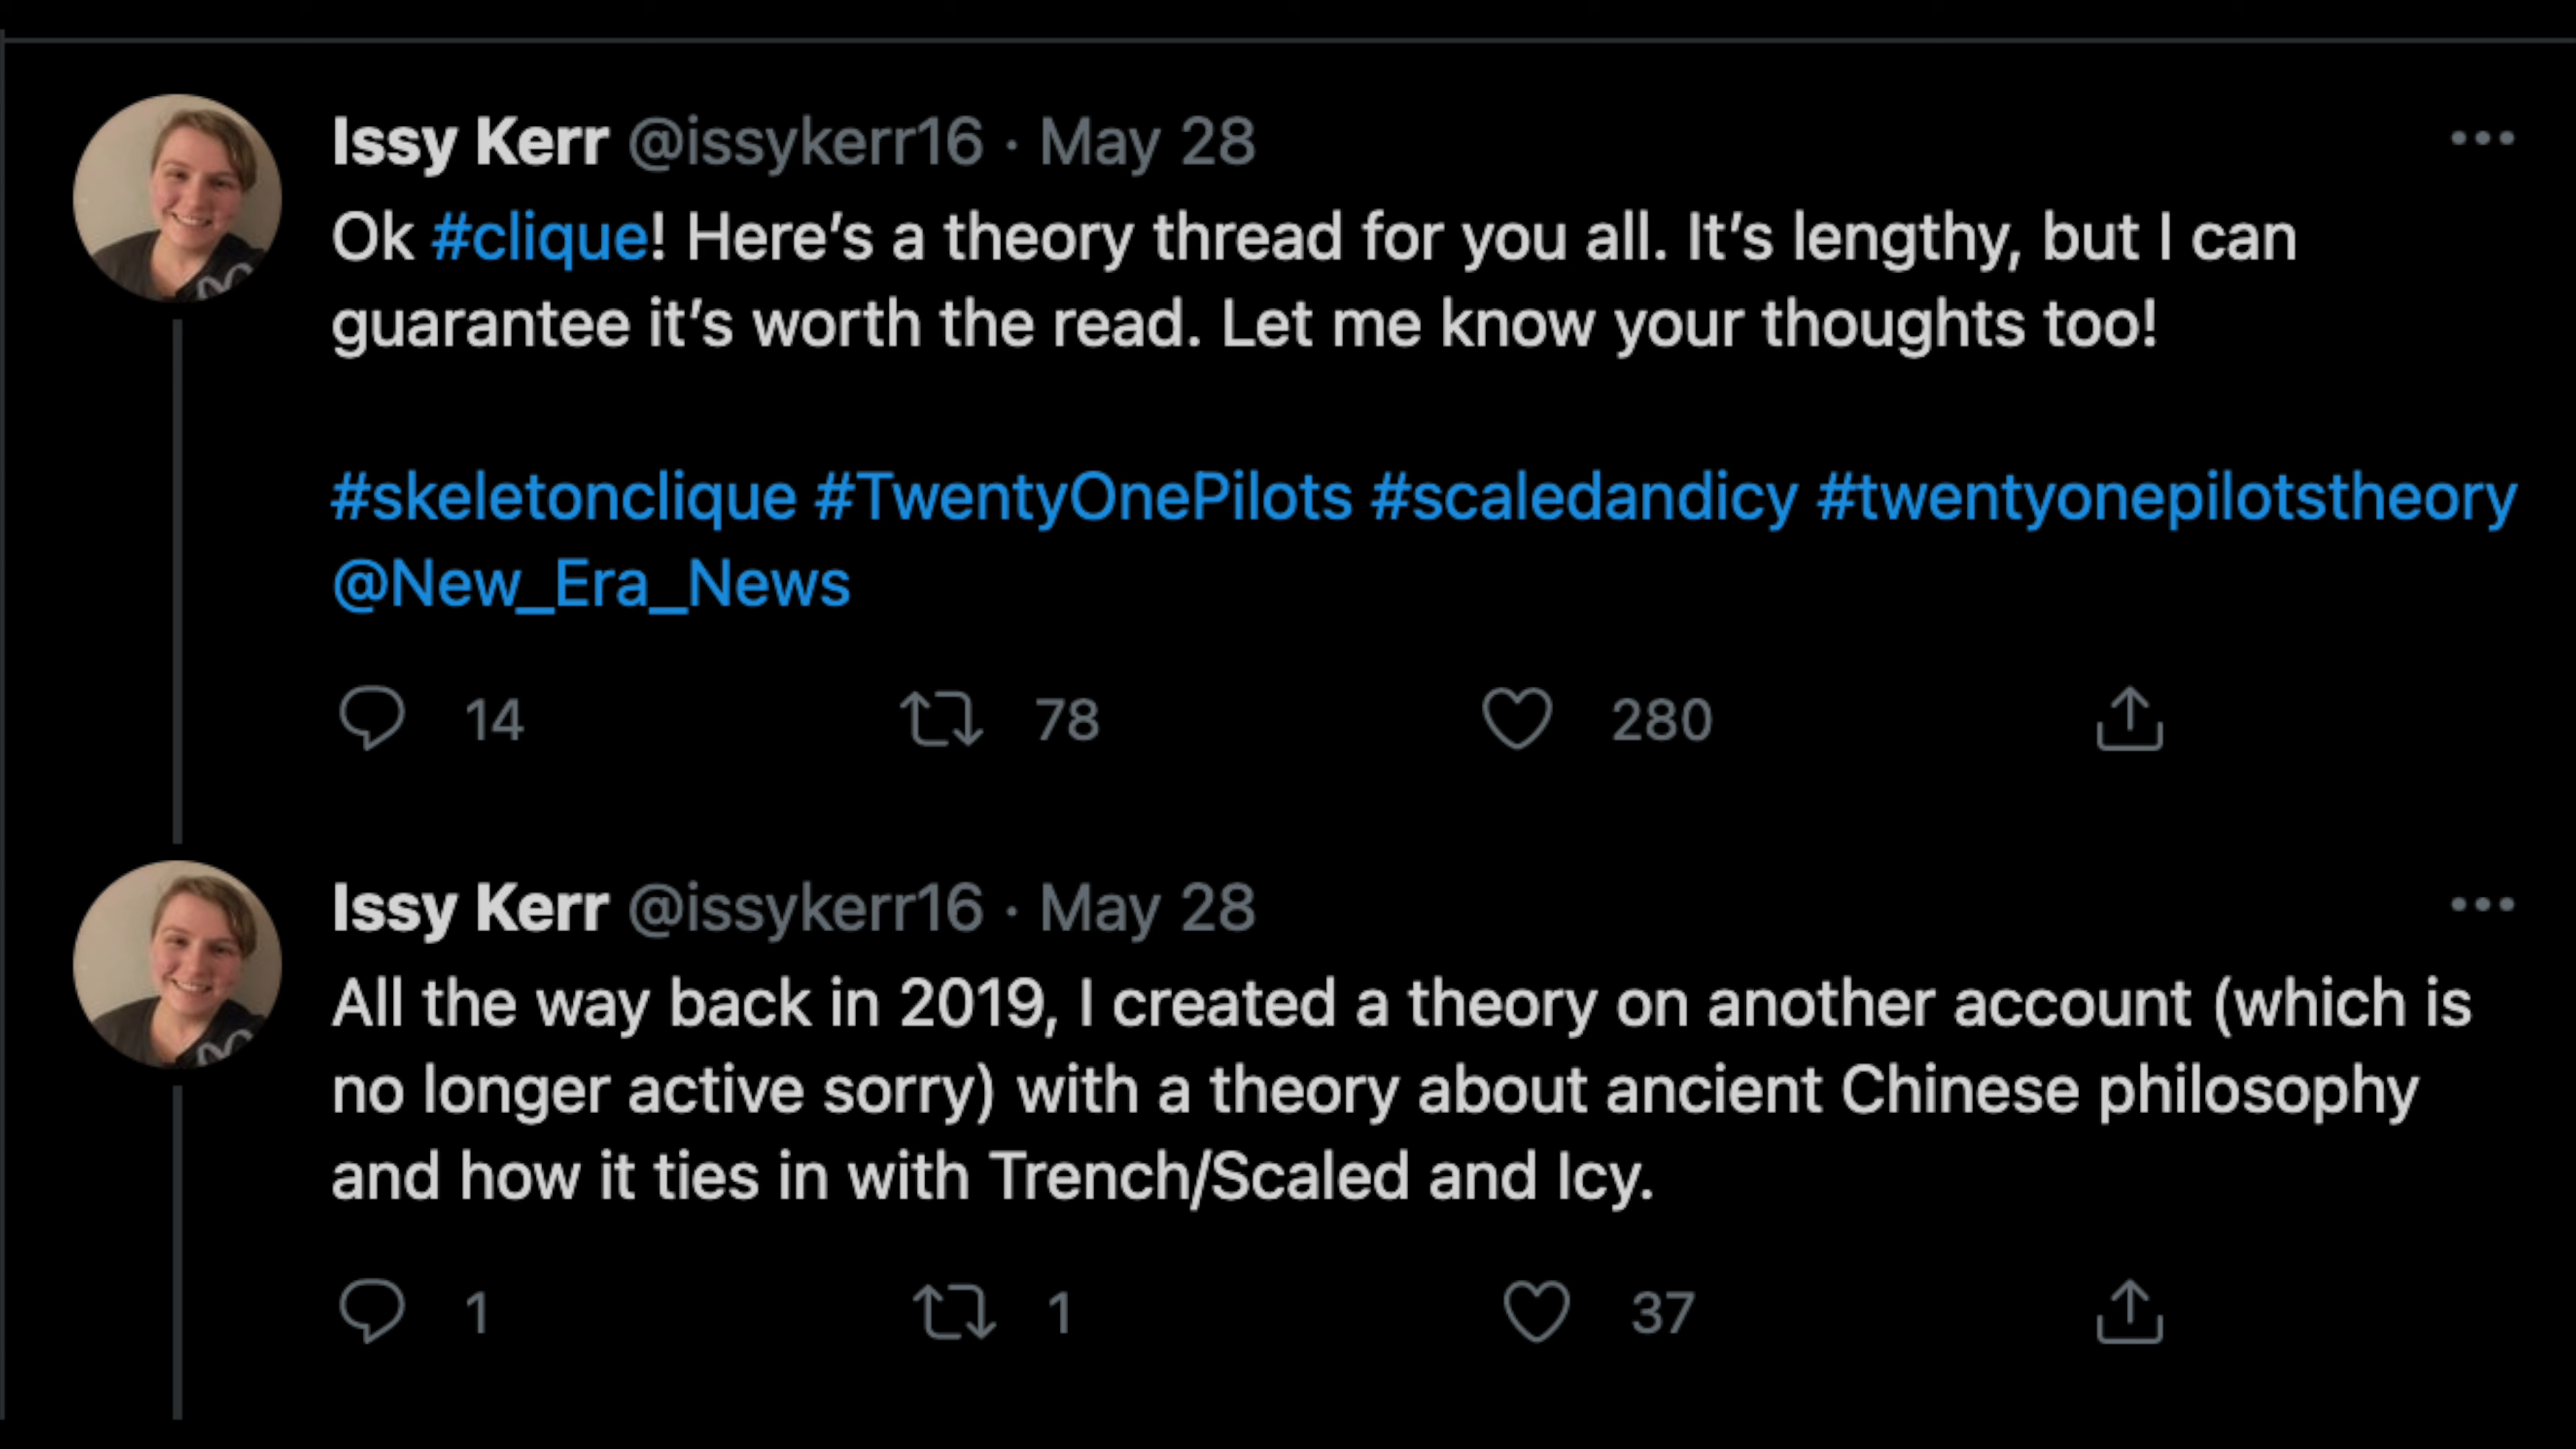 Issy Kerr @issykerr16 · May 28
Ok #clique! Here’s a theory thread for you all. It’s lengthy, but I can
guarantee it’s worth the read. Let me know your thoughts too!
#skeletonclique #TwentyOnePilots #scaledandicy #twentyonepilotstheory
@New_Era_News
14 78 280
Issy Kerr @issykerr16 · May 28
All the way back in 2019, I created a theory on another account (which is
no longer active sorry) with a theory about ancient Chinese philosophy
and how it ties in with Trench/Scaled and Icy.
1 1 37